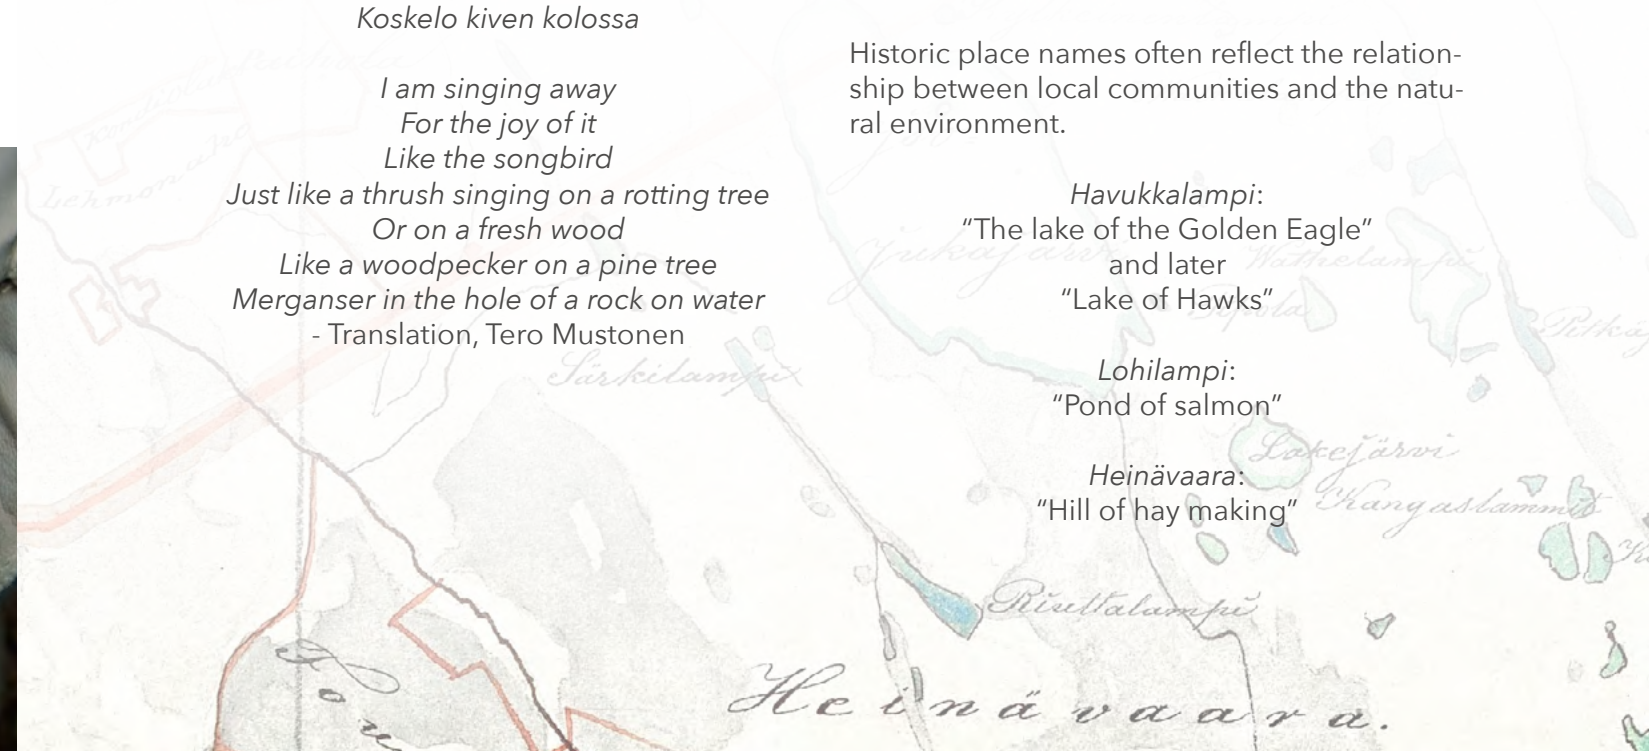 Koskelo kiven kolossa
I am singing away
For the joy of it
Like the songbird
Just like a thrush singing on a rotting tree
Or on a fresh wood
Like a woodpecker on a pine tree
Merganser in the hole of a rock on water
- Translation, Tero Mustonen
Historic place names often reflect the relation-
ship between local communities and the natu-
ral environment.
Havukkalampi:
“The lake of the Golden Eagle”
and later
“Lake of Hawks”
Lohilampi:
“Pond of salmon”
Heinävaara:
“Hill of hay making”
Jukajärvi
Särkilampi
Kangaslammit
Heinävaara.